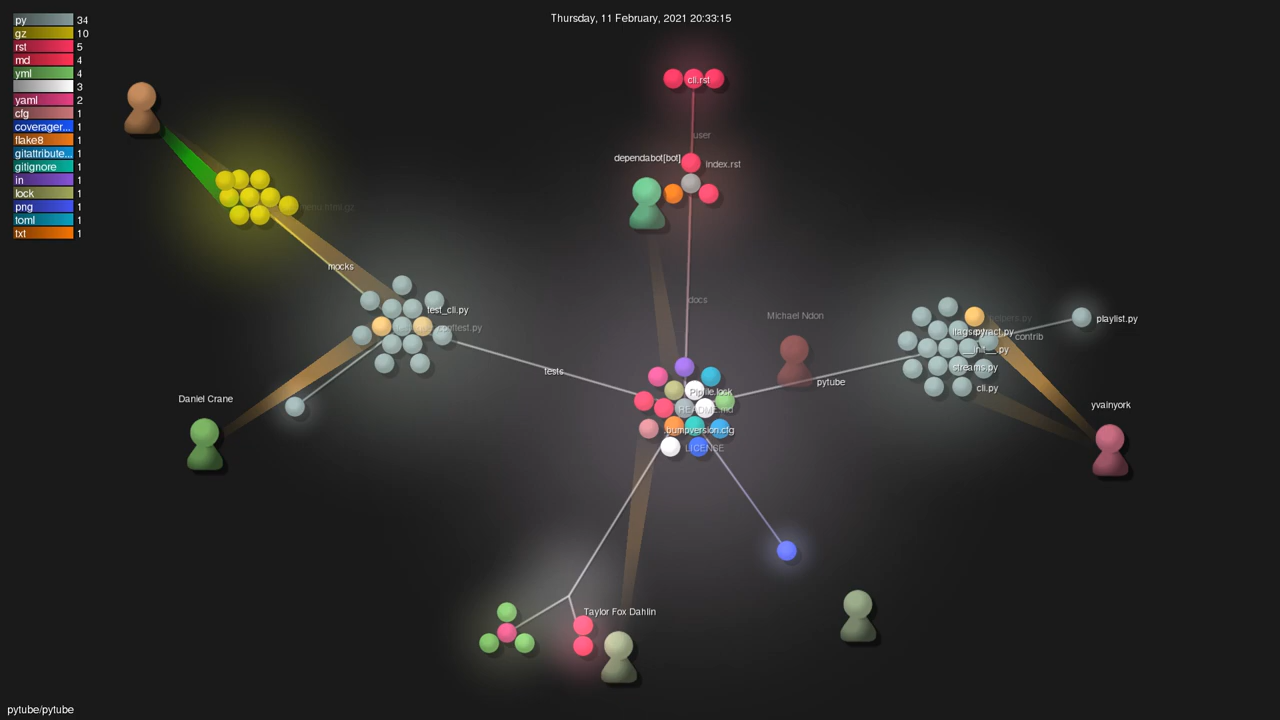 Thursday, 11 February, 2021 20:33:15
py 34
gz 10
rst 5
md 4
yml 4
3
yaml 2
cfg 1
coverager... 1
flake8 1
gitattribute... 1
gitignore 1
in 1
lock 1
png 1
toml 1
txt 1
cli.rst
user
dependabot[bot]
index.rst
mocks
docs
test_cli.py
Michael Ndon
playlist.py
contrib
__init__.py
streams.py
cli.py
tests
pytube
Daniel Crane
yvainyork
Pipfile.lock
README.md
.bumpversion.cfg
LICENSE
Taylor Fox Dahlin
pytube/pytube